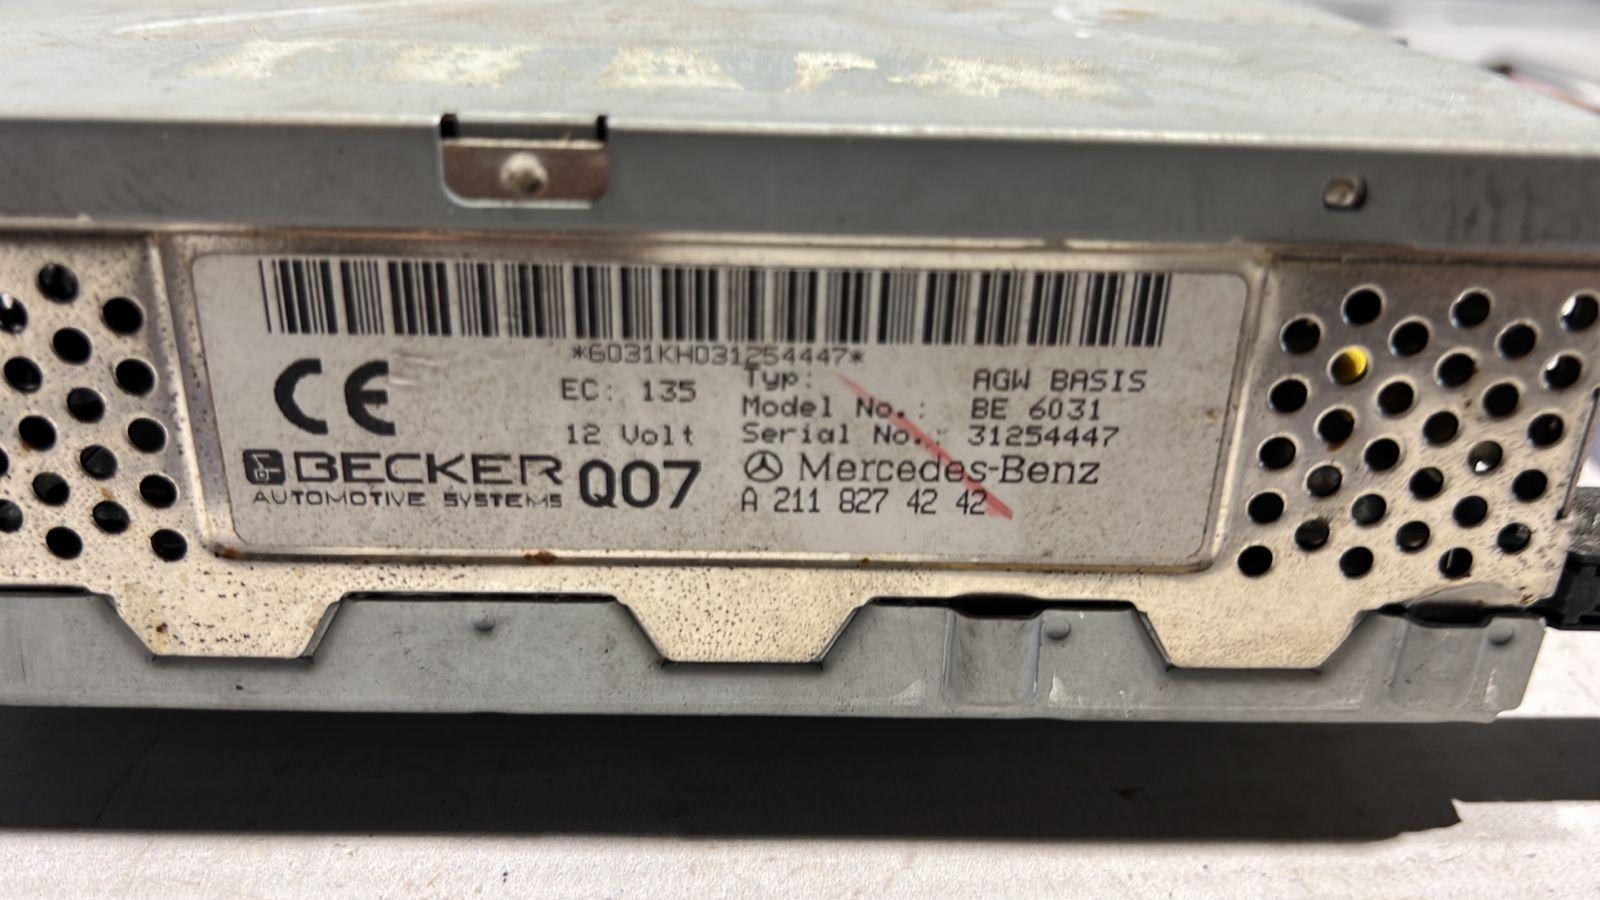 *6031KH031254447*
CE
EC: 135
12 Volt
BECKER
AUTOMOTIVE SYSTEMS
Q07
Typ: AGW BASIS
Model No.: BE 6031
Serial No.: 31254447
Mercedes-Benz
A 211 827 42 42